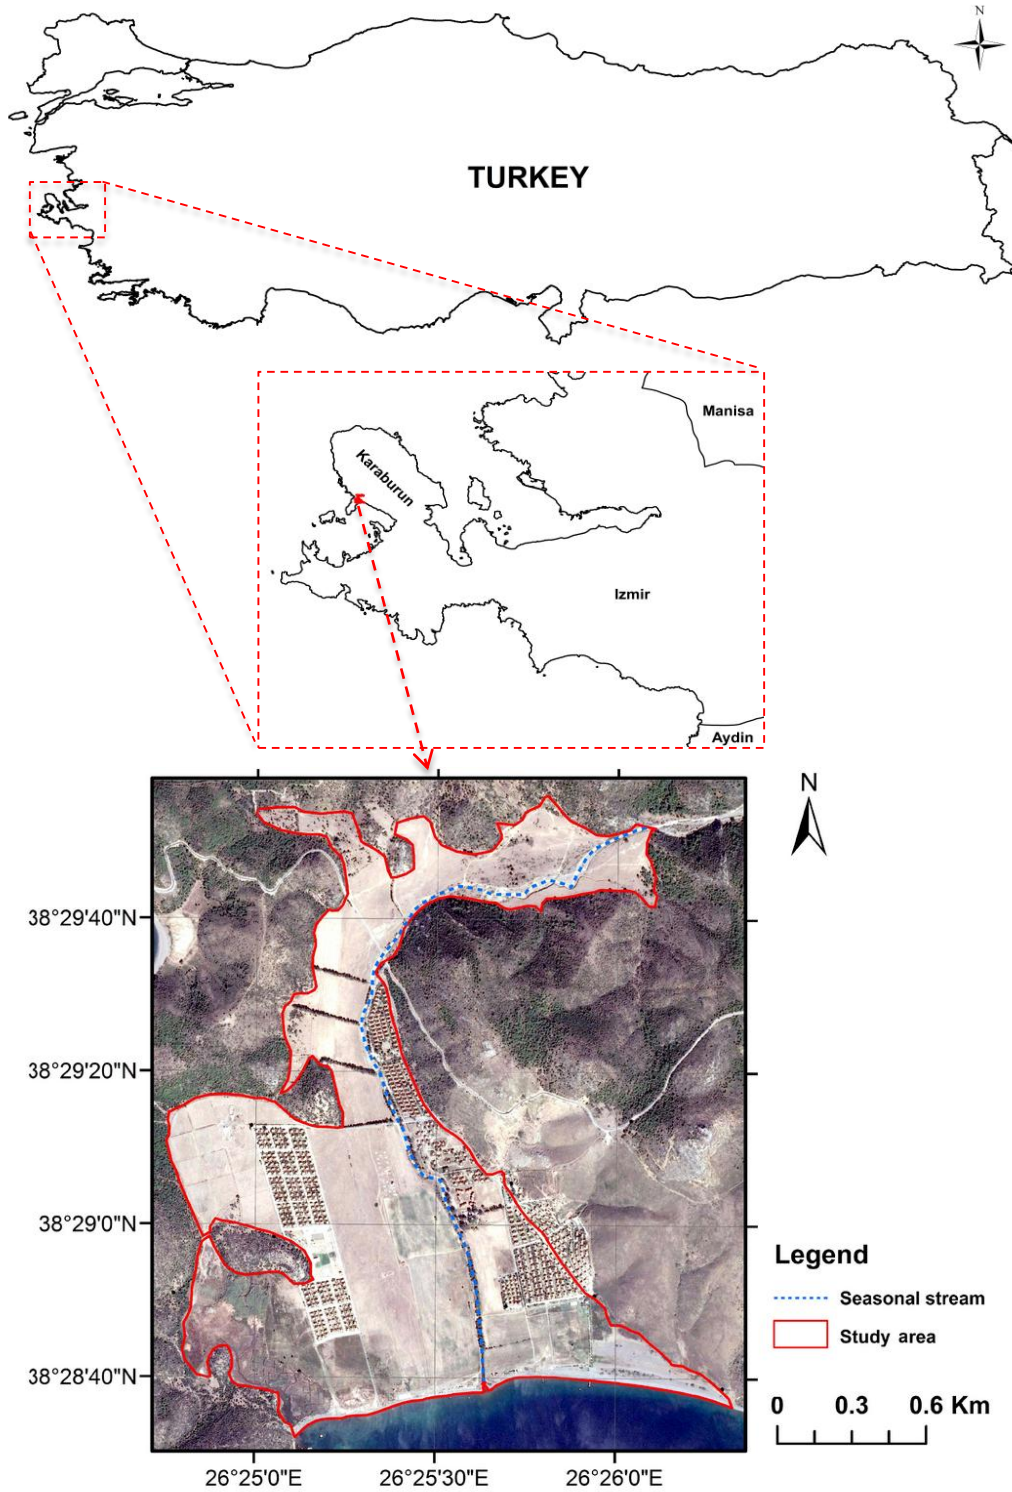 N
TURKEY
Manisa
Karaburun
Izmir
Aydin
N
38°29'40"N
38°29'20"N
38°29'0"N
38°28'40"N
26°25'0"E
26°25'30"E
26°26'0"E
Legend
Seasonal stream
Study area
0 0.3 0.6 Km